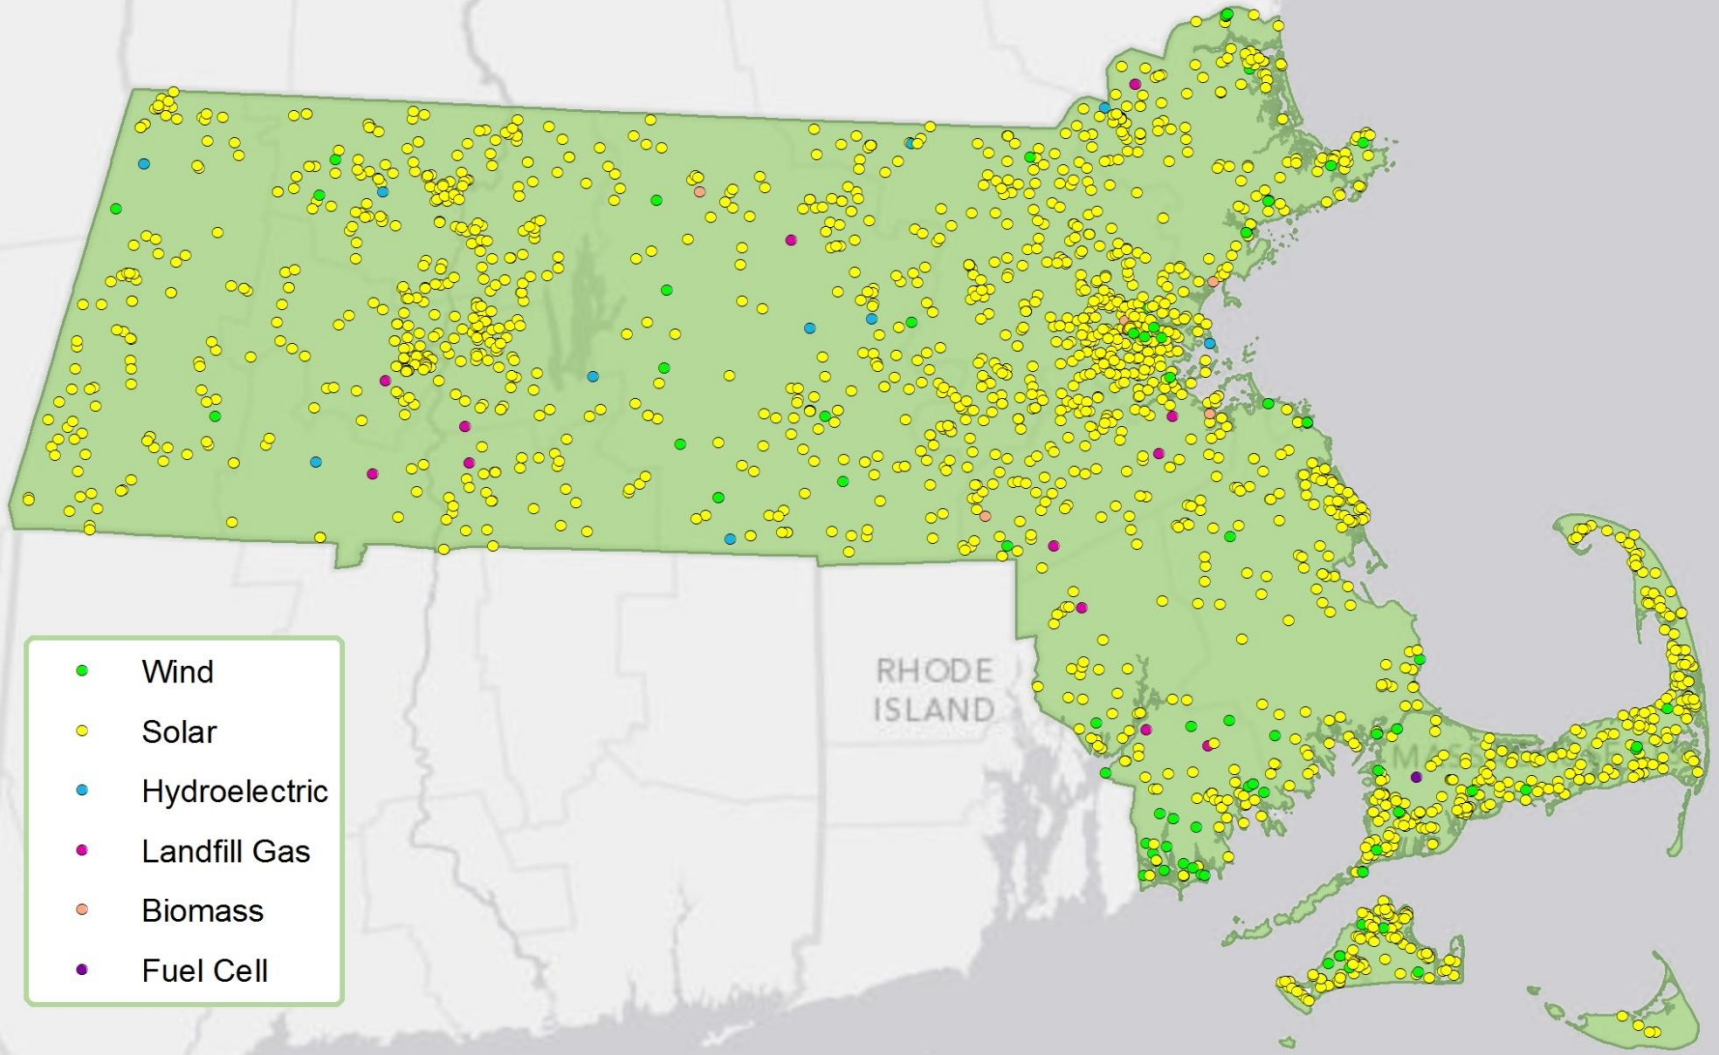 Wind
Solar
Hydroelectric
Landfill Gas
Biomass
Fuel Cell
RHODE
ISLAND